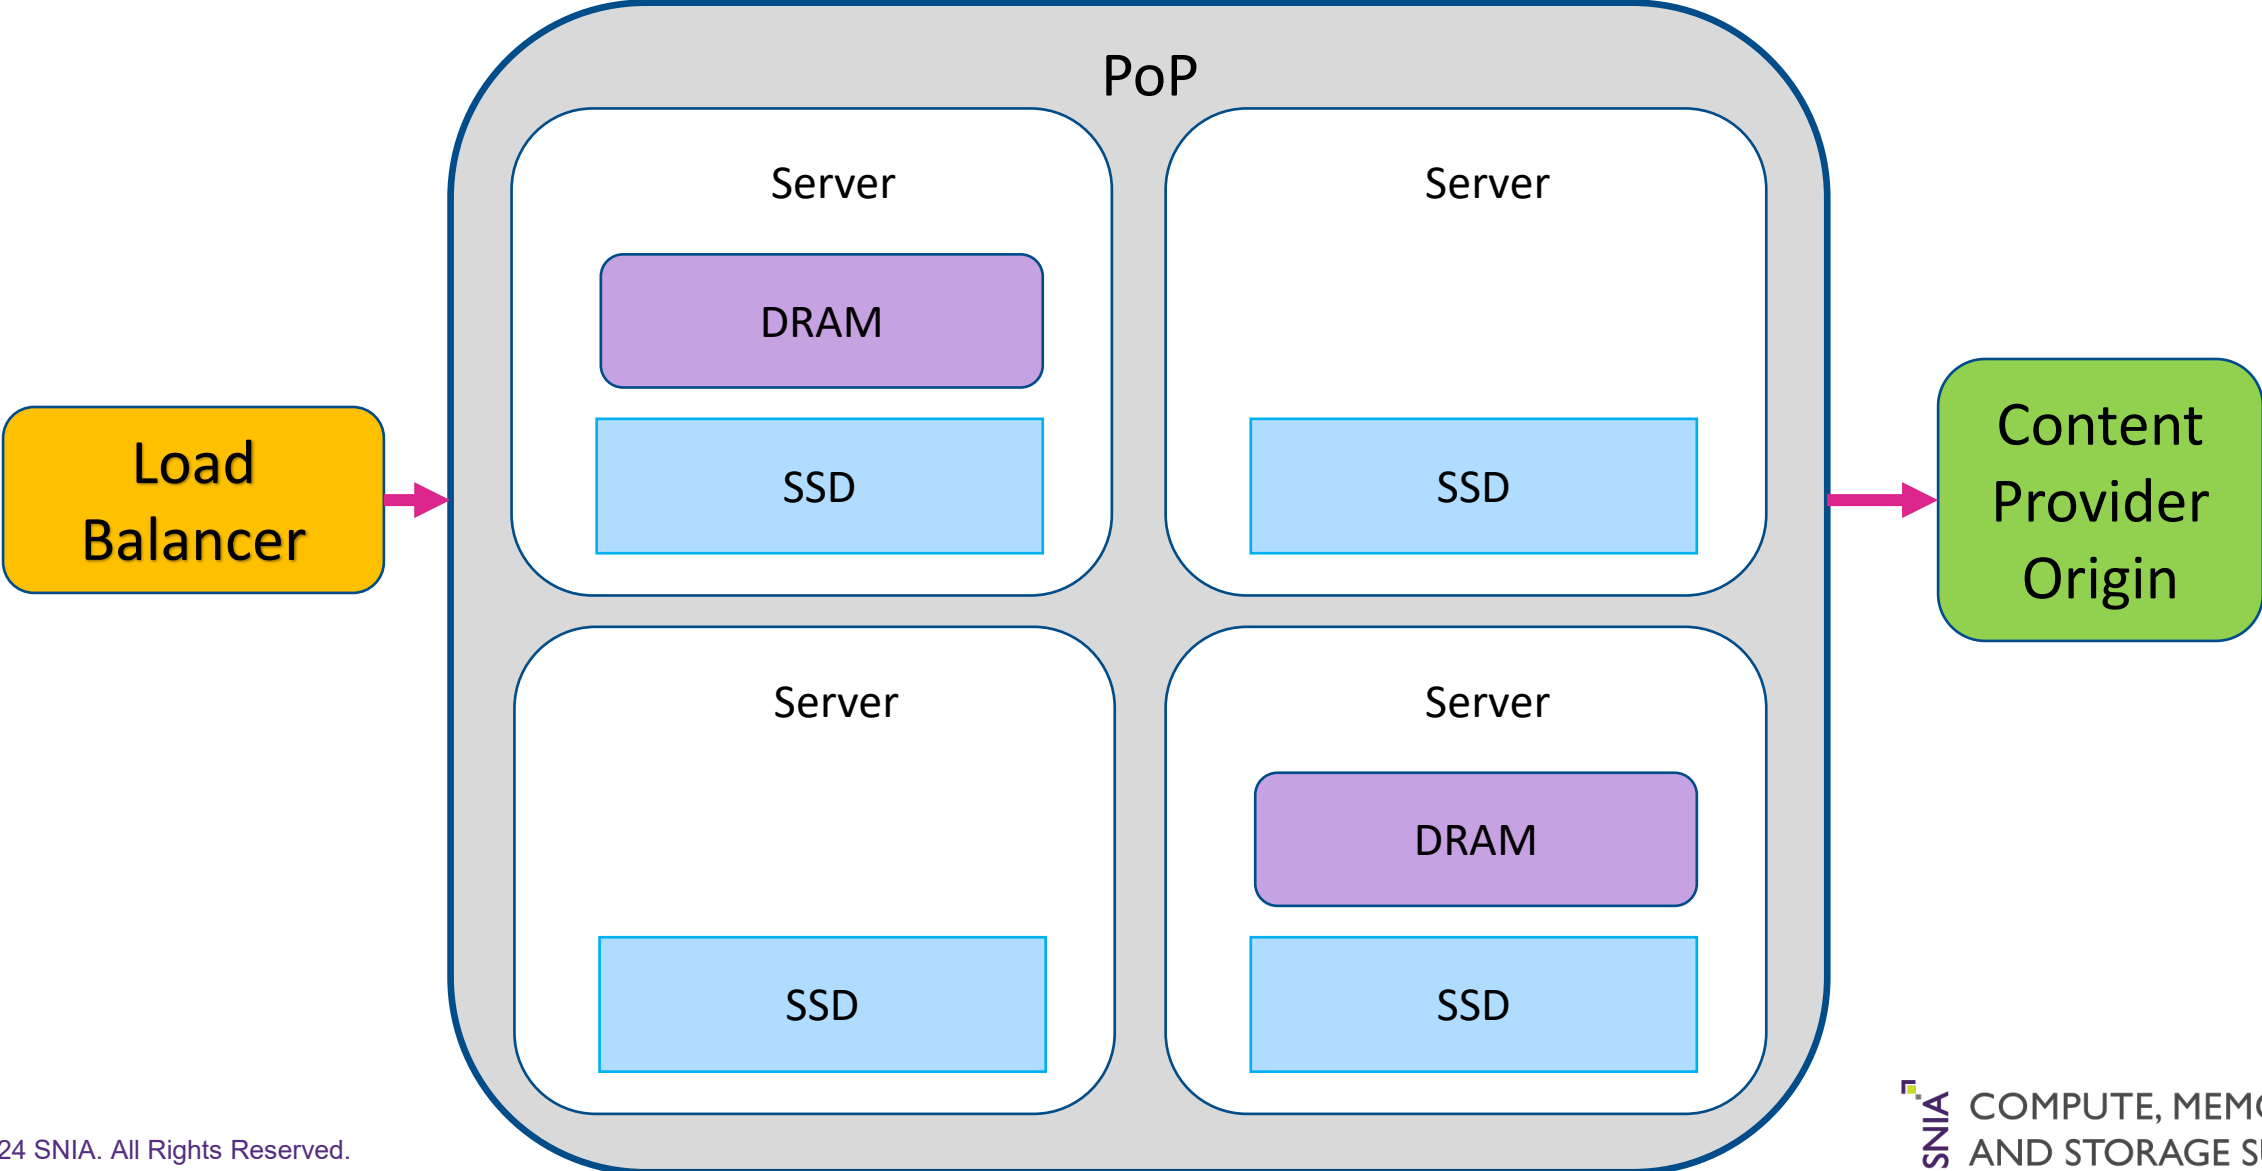 PoP
Server
Server
DRAM
SSD
SSD
Load
Balancer
Content
Provider
Origin
Server
Server
DRAM
SSD
SSD
24 SNIA. All Rights Reserved.
SNIA
COMPUTE,
AND STORAGE